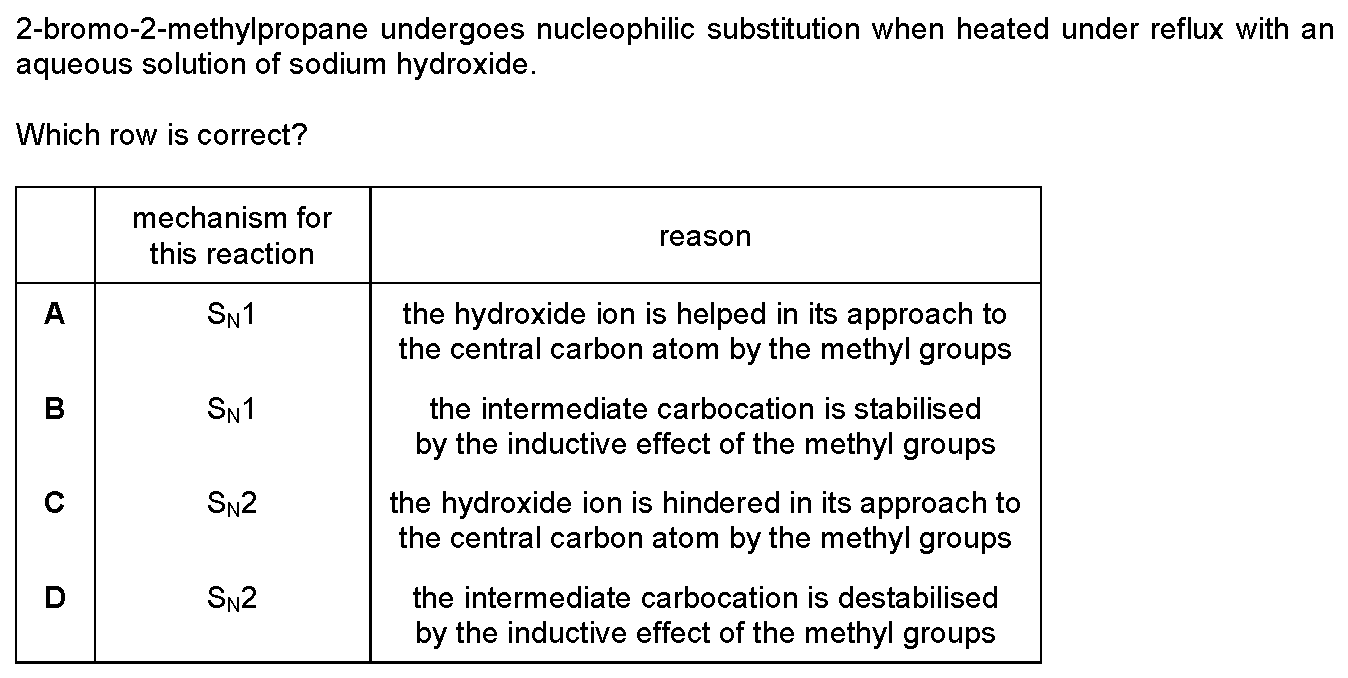 2-bromo-2-methylpropane undergoes nucleophilic substitution when heated under reflux with an
aqueous solution of sodium hydroxide.
Which row is correct?
mechanism for
this reaction
reason
A
SN1
the hydroxide ion is helped in its approach to
the central carbon atom by the methyl groups
B
SN1
the intermediate carbocation is stabilised
by the inductive effect of the methyl groups
C
SN2
the hydroxide ion is hindered in its approach to
the central carbon atom by the methyl groups
D
SN2
the intermediate carbocation is destabilised
by the inductive effect of the methyl groups